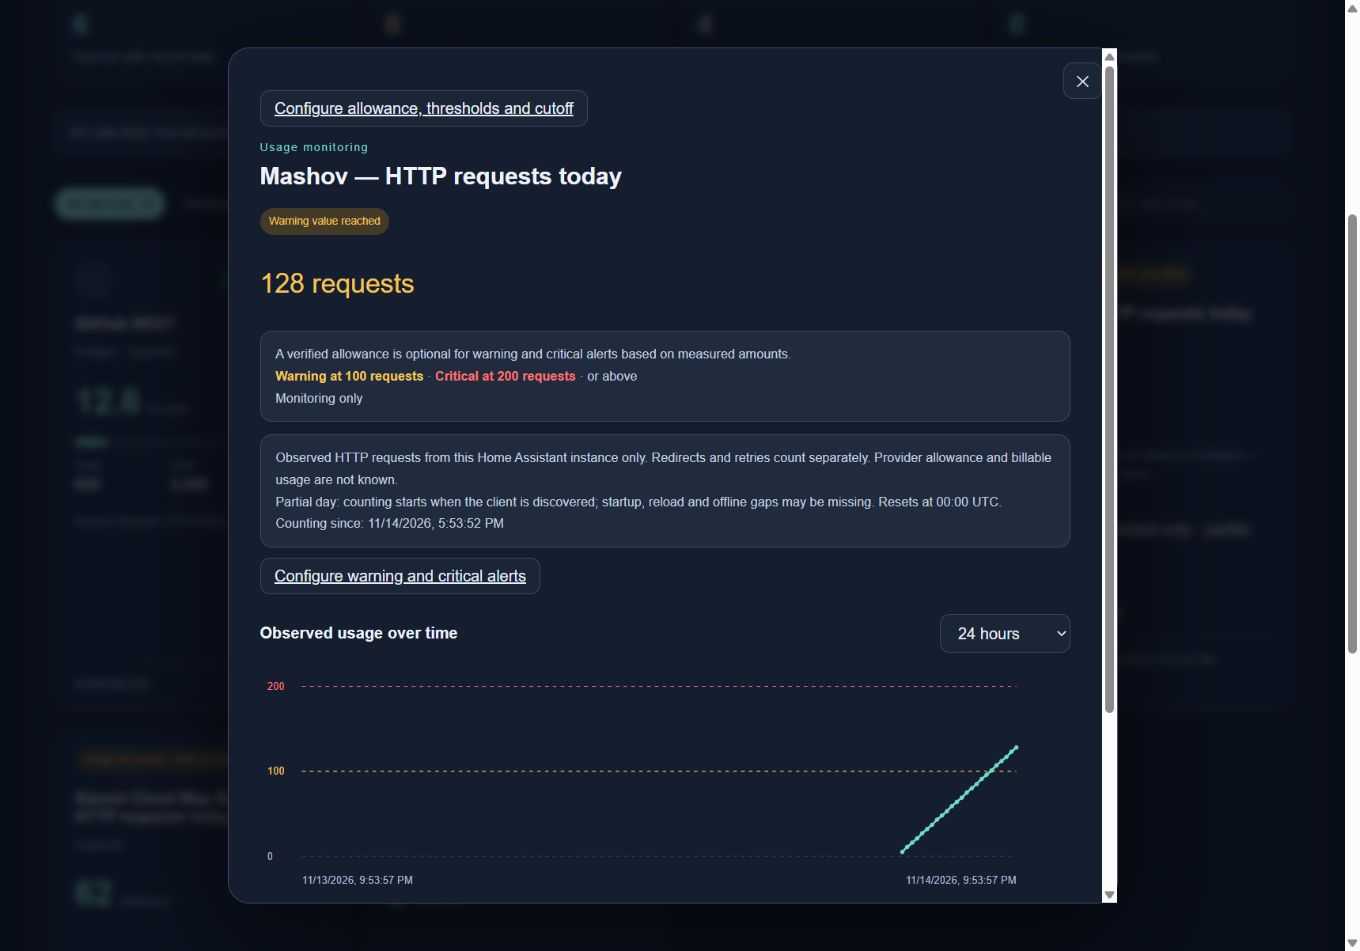 Configure allowance, thresholds and cutoff
Usage monitoring
Mashov — HTTP requests today
Warning value reached
128 requests
A verified allowance is optional for warning and critical alerts based on measured amounts.
Warning at 100 requests · Critical at 200 requests · or above
Monitoring only
Observed HTTP requests from this Home Assistant instance only. Redirects and retries count separately. Provider allowance and billable
usage are not known.
Partial day: counting starts when the client is discovered; startup, reload and offline gaps may be missing. Resets at 00:00 UTC.
Counting since: 11/14/2026, 5:53:52 PM
Configure warning and critical alerts
Observed usage over time
24 hours
200
100
0
11/13/2026, 9:53:57 PM
11/14/2026, 9:53:57 PM
12.6
62